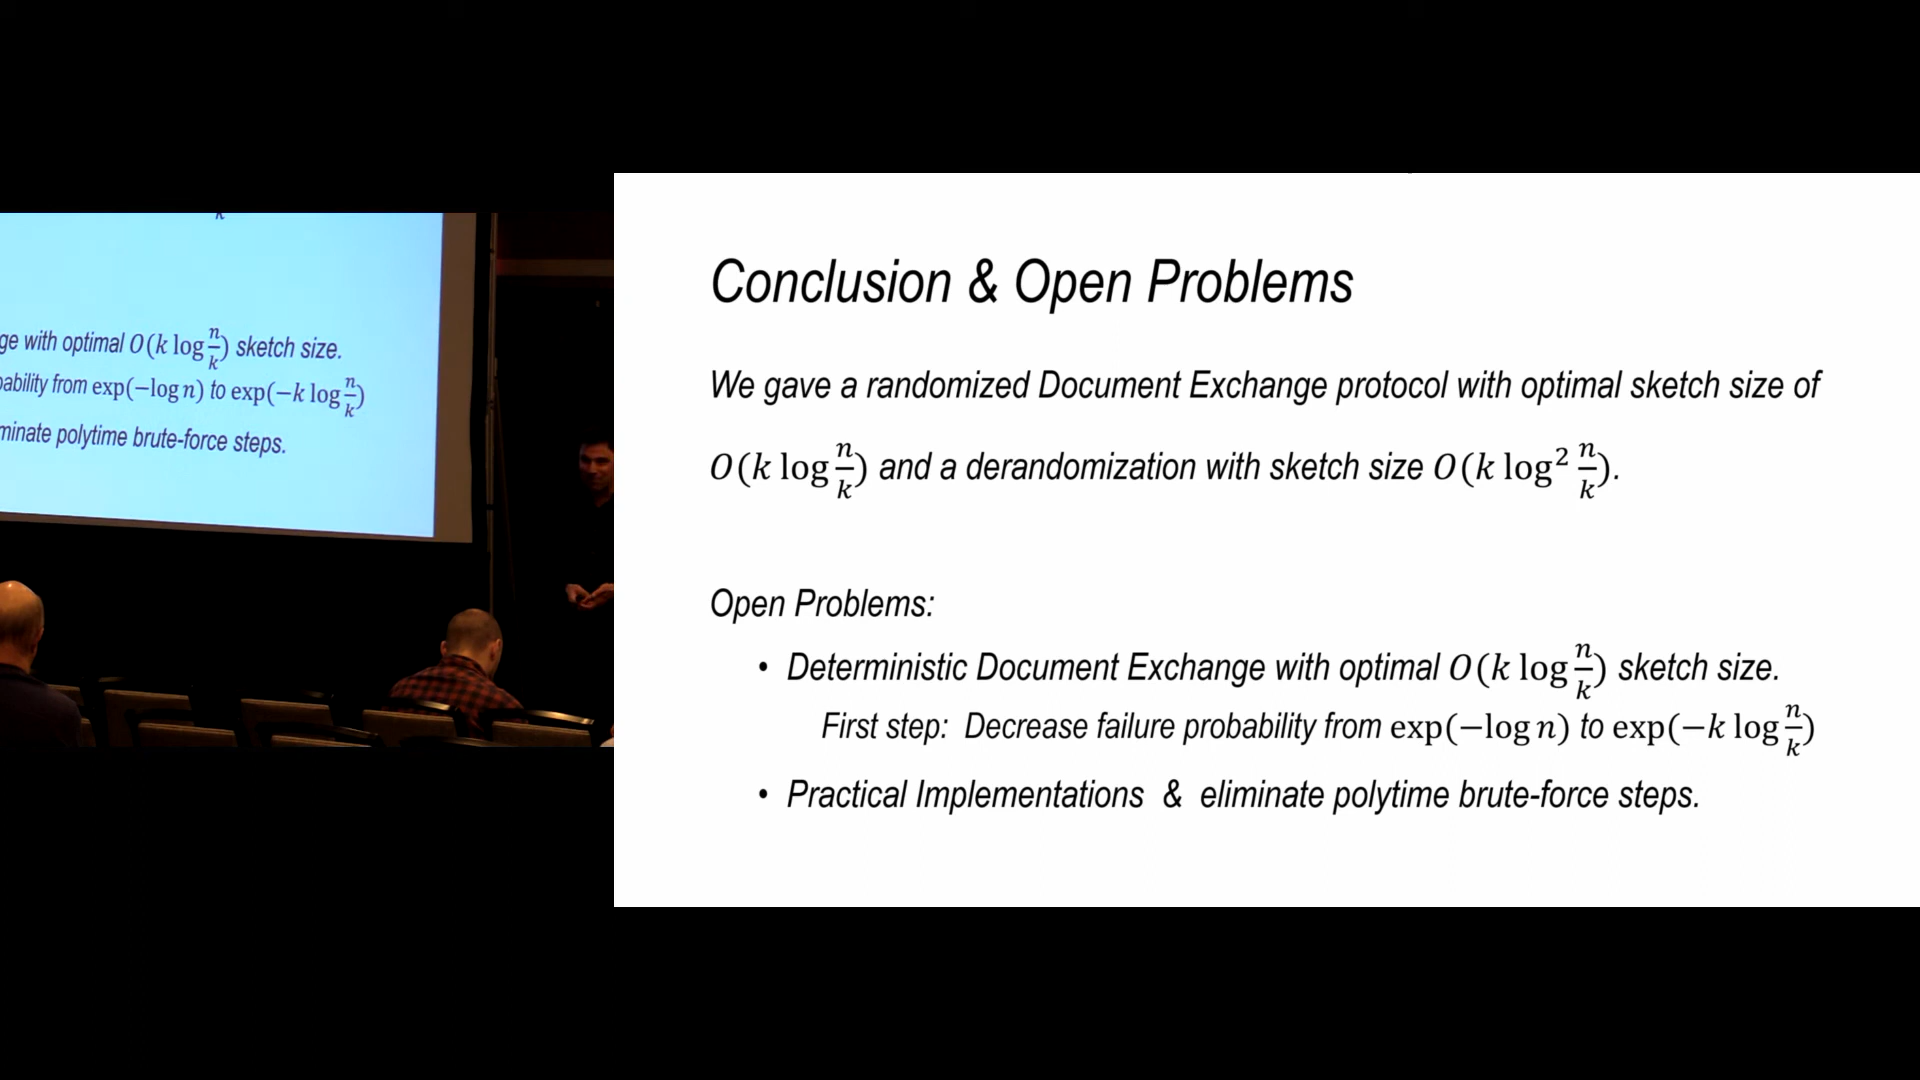 k
ge with optimal O(k log n/k) sketch size.
bability from exp(−log n) to exp(−k log n/k)
minate polytime brute-force steps.
Conclusion & Open Problems
We gave a randomized Document Exchange protocol with optimal sketch size of
O(k log n/k) and a derandomization with sketch size O(k log² n/k).
Open Problems:
• Deterministic Document Exchange with optimal O(k log n/k) sketch size.
First step: Decrease failure probability from exp(−log n) to exp(−k log n/k)
• Practical Implementations & eliminate polytime brute-force steps.